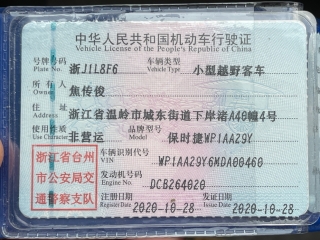 中华人民共和国机动车行驶证
Vehicle License of the People's Republic of China
号牌号码 浙J1L8F6 车辆类型 小型越野客车
Plate No. Vehicle Type
所有人 焦传俊
Owner
住址 浙江省温岭市城东街道下岸渚A40幢4号
Address
使用性质 非营运 品牌型号 保时捷WP1AA29Y
Use Character Model
浙江省台州
市公安局交
通警察支队
车辆识别代号 WP1AA29Y6MDA00460
VIN
发动机号码 DCB264020
Engine No.
注册日期 2020-10-28 发证日期 2020-10-28
Register Date Issue Date